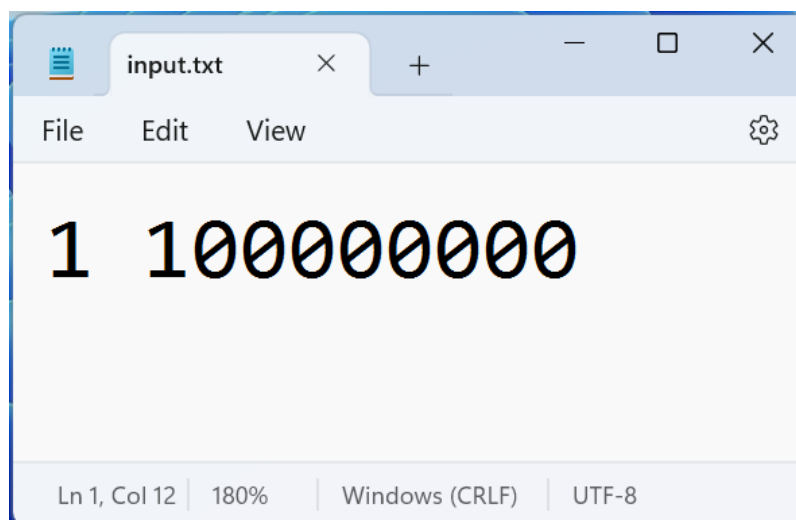 input.txt
File Edit View
1 100000000
Ln 1, Col 12 180% Windows (CRLF) UTF-8